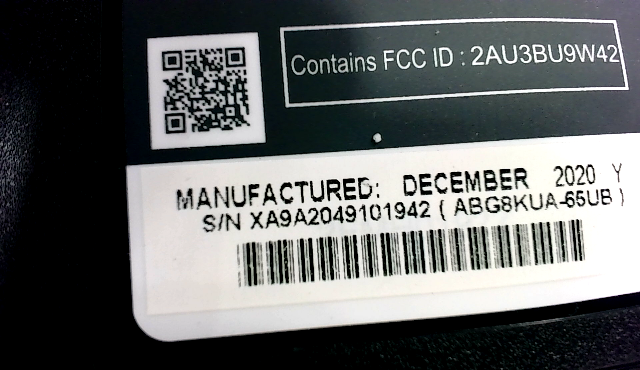 Contains FCC ID : 2AU3BU9W42
MANUFACTURED: DECEMBER 2020 Y
S/N XA9A2049101942 ( ABG8KUA-65UB )